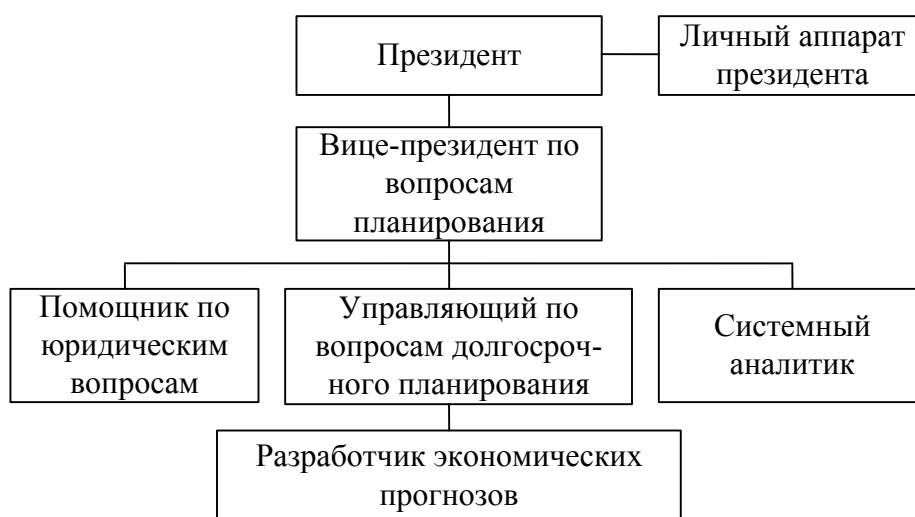 Президент
Личный аппарат
президента
Вице-президент по
вопросам
планирования
Помощник по
юридическим
вопросам
Управляющий по
вопросам долгосроч-
ного планирования
Системный
аналитик
Разработчик экономических
прогнозов